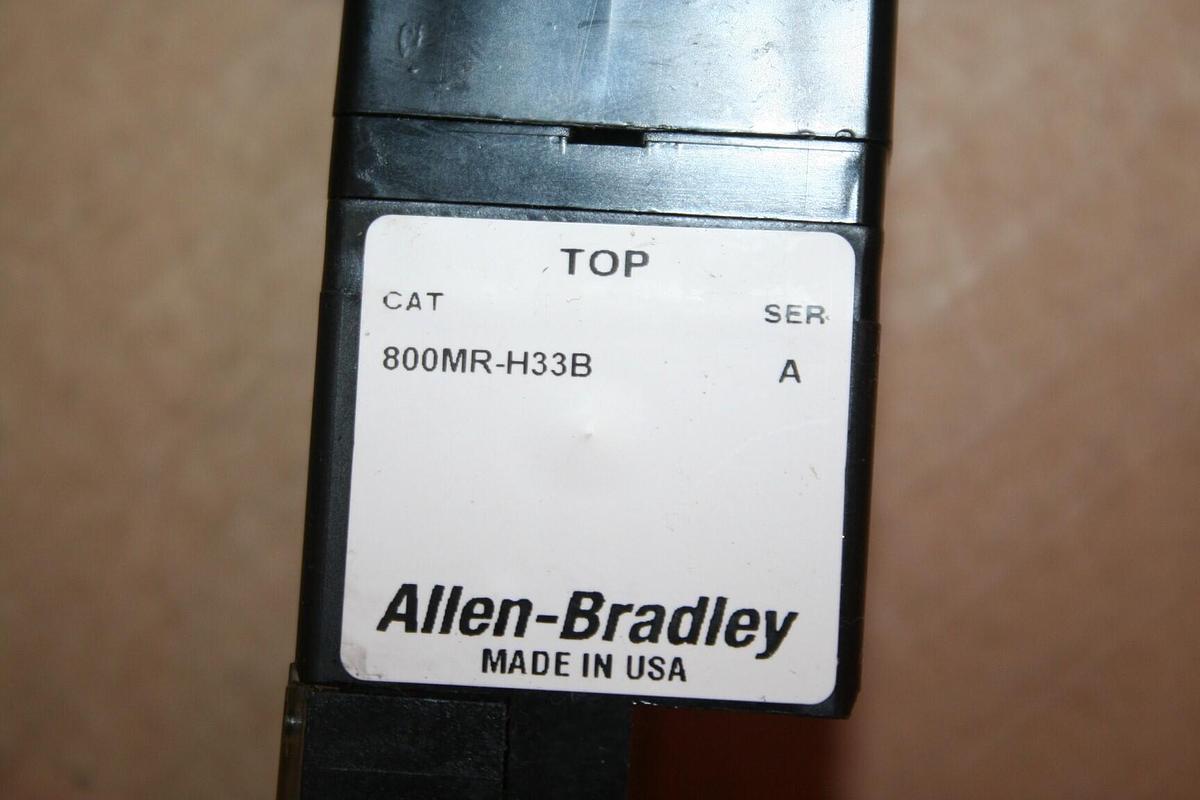 TOP
CAT SER
800MR-H33B A
Allen-Bradley
MADE IN USA